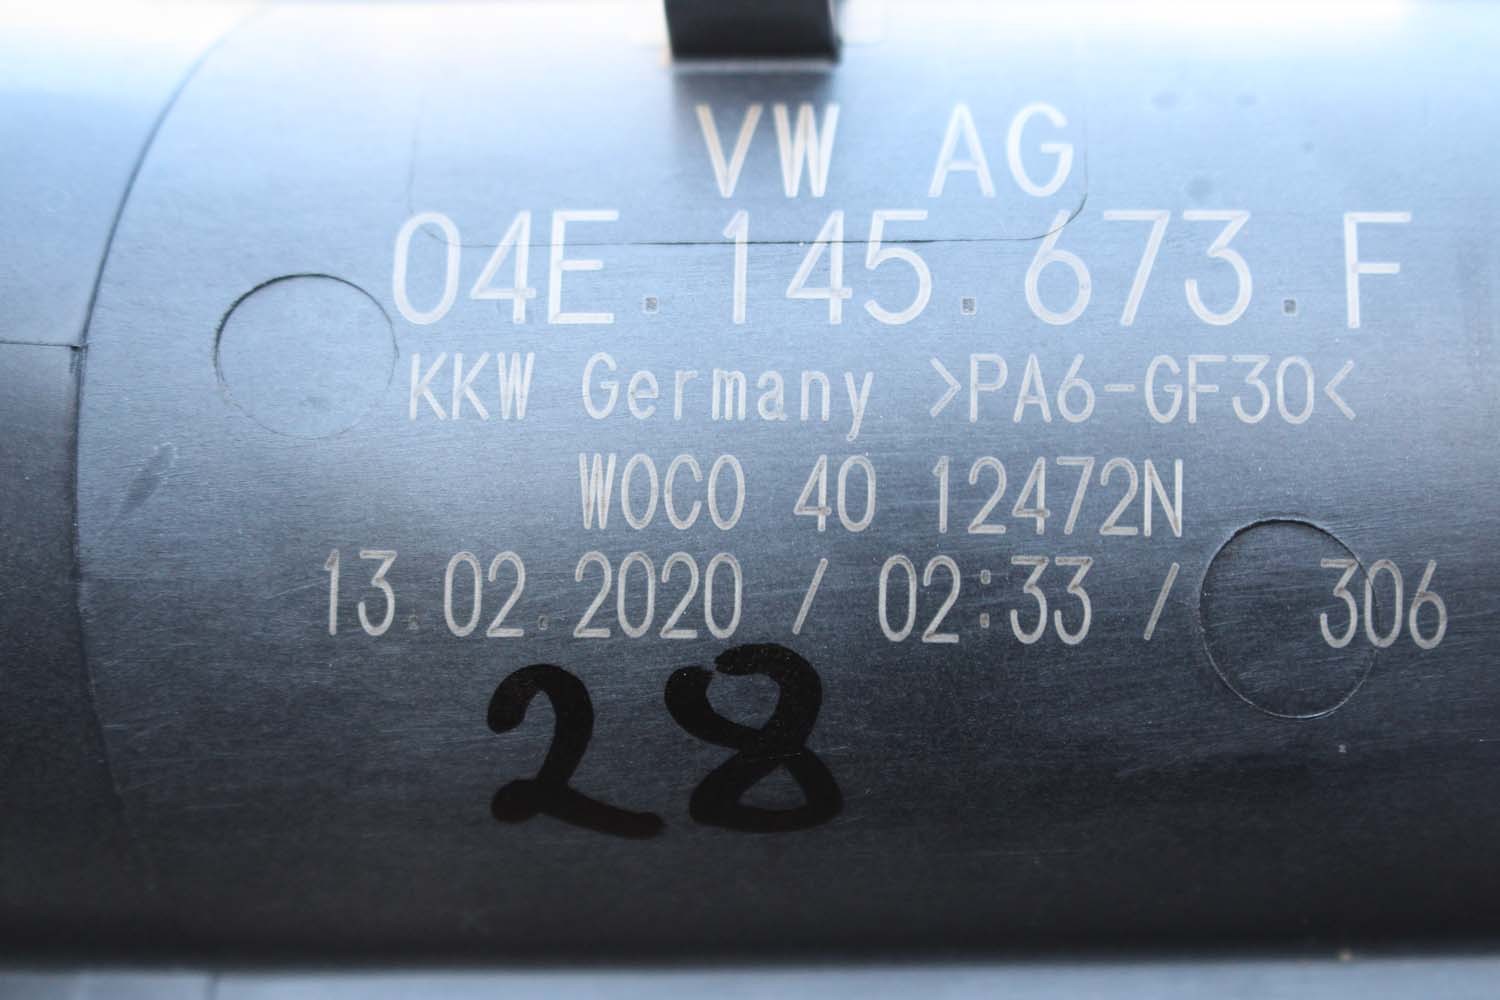 VW AG
04E.145.673.F
KKW Germany >PA6-GF30<
WOCO 40 12472N
13.02.2020 / 02:33 / 306
28